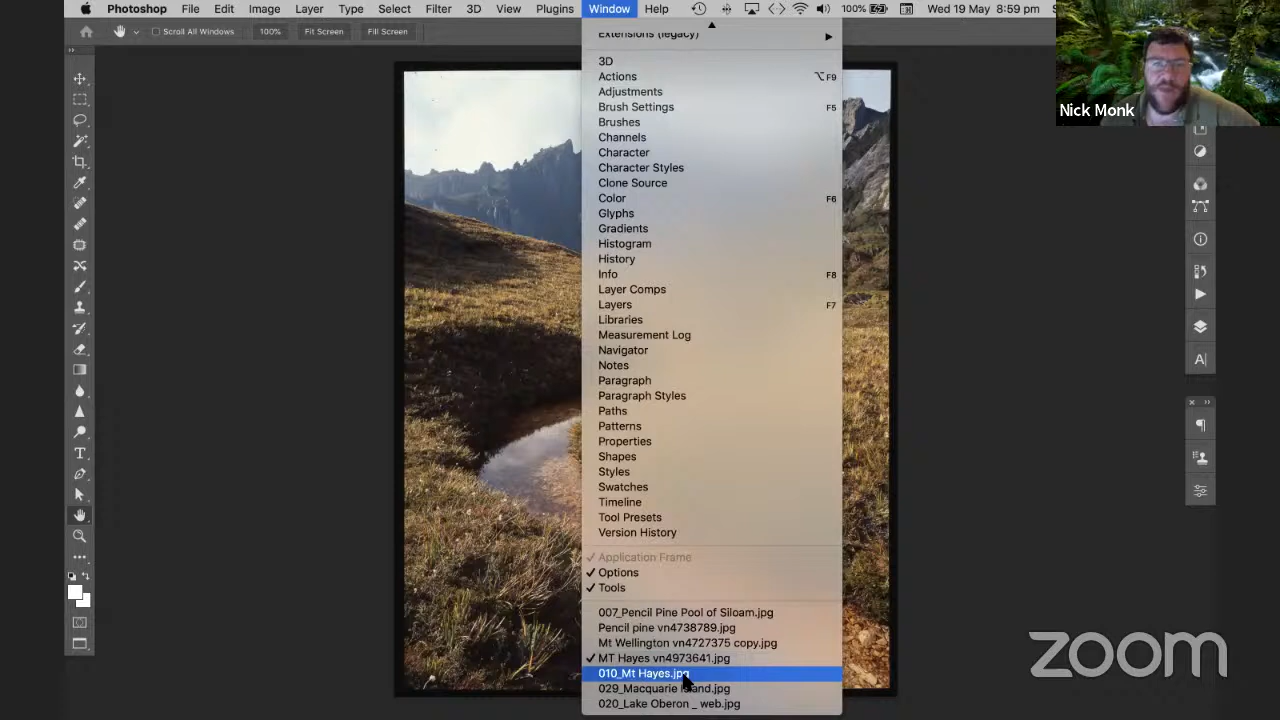 Photoshop File Edit Image Layer Type Select Filter 3D View Plugins Window Help 100% Wed 19 May 8:59 pm
Scroll All Windows 100% Fit Screen Fill Screen
Extensions (legacy)
3D
Actions ⌥F9
Adjustments
Brush Settings F5
Brushes
Nick Monk
Channels
Character
Character Styles
Clone Source
Color F6
Glyphs
Gradients
Histogram
History
Info F8
Layer Comps
Layers F7
Libraries
Measurement Log
Navigator
Notes
Paragraph
Paragraph Styles
Paths
Patterns
Properties
Shapes
Styles
Swatches
Timeline
Tool Presets
Version History
Application Frame
Options
Tools
007_Pencil Pine Pool of Siloam.jpg
Pencil pine vn4738789.jpg
Mt Wellington vn4727375 copy.jpg
MT Hayes vn4973641.jpg
010_Mt Hayes.jpg
029_Macquarie Island.jpg
020_Lake Oberon _ web.jpg
zoom